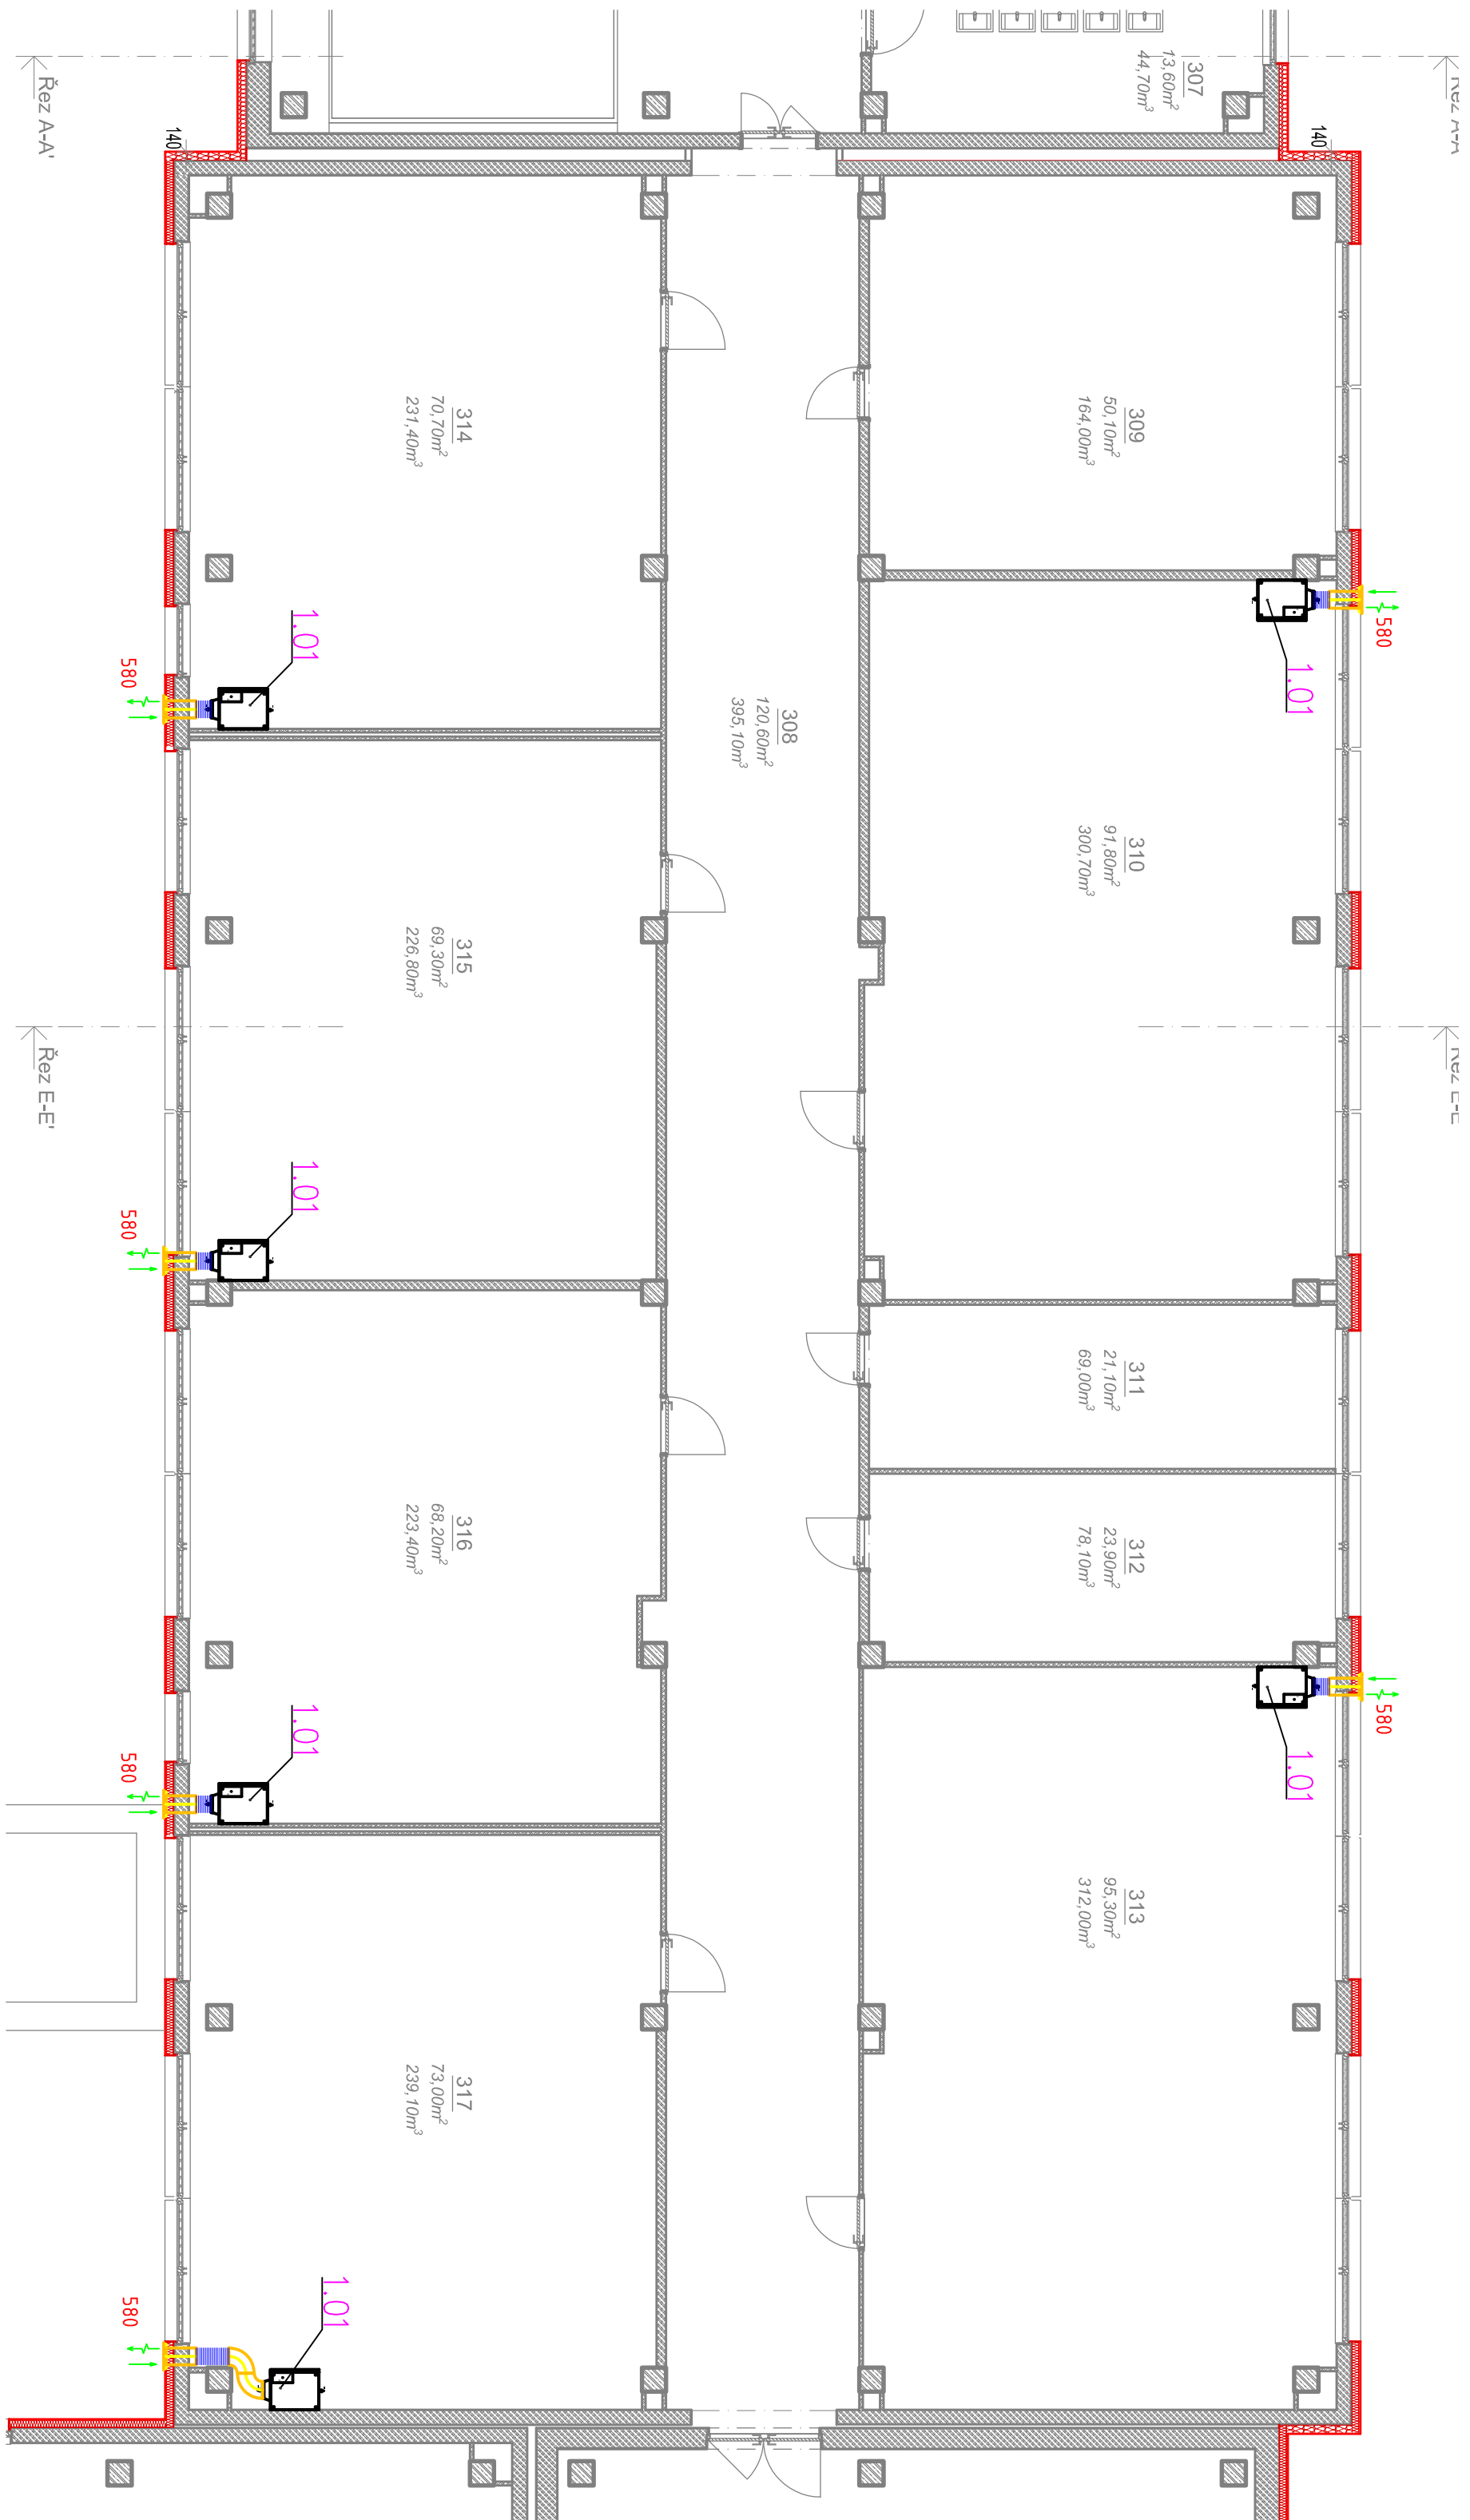 Řez A-A'
Řez E-E'
580
580
140
1.01
1.01
307
13,60m²
44,70m³
309
50,10m²
164,00m³
310
91,80m²
300,70m³
311
21,10m²
69,00m³
312
23,90m²
78,10m³
313
95,30m²
312,00m³
308
120,60m²
395,10m³
314
70,70m²
231,40m³
315
69,30m²
226,80m³
316
68,20m²
223,40m³
317
73,00m²
239,10m³
1.01
1.01
1.01
1.01
140
580
580
580
580
Řez A-A'
Řez E-E'